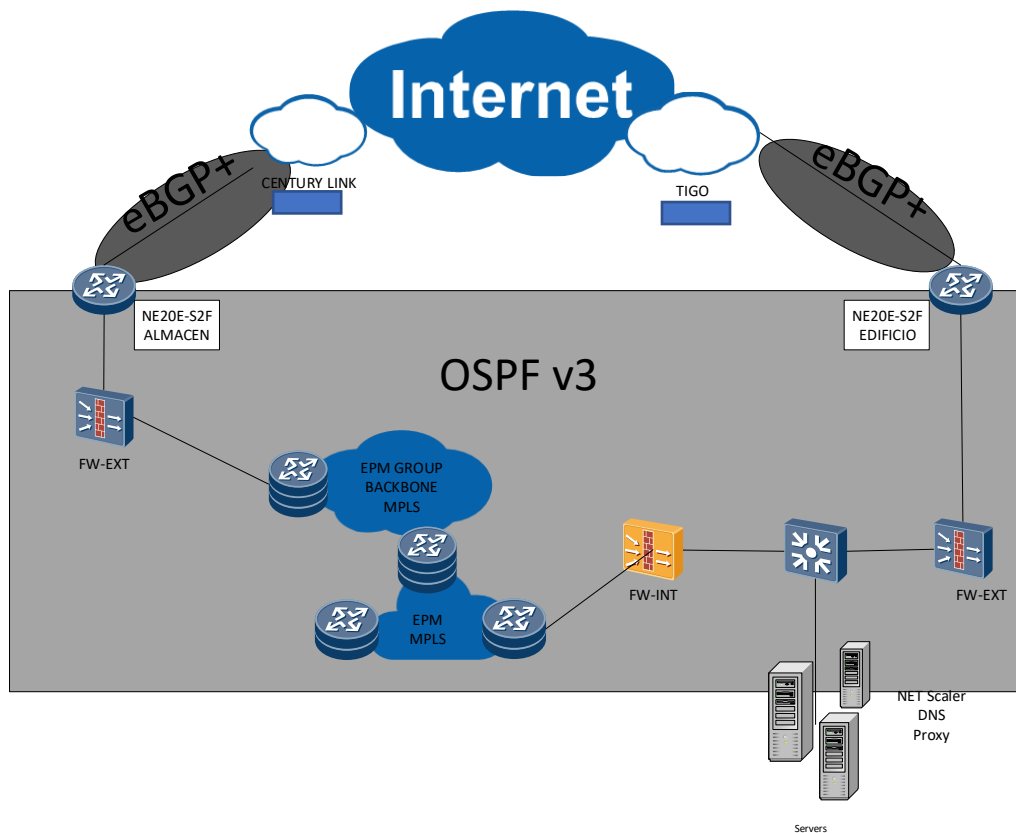 Internet
eBGP+
eBGP+
CENTURY LINK
TIGO
NE20E-S2F
ALMACEN
NE20E-S2F
EDIFICIO
OSPF v3
FW-EXT
EPM GROUP
BACKBONE
MPLS
FW-INT
FW-EXT
EPM
MPLS
NET Scaler
DNS
Proxy
Servers